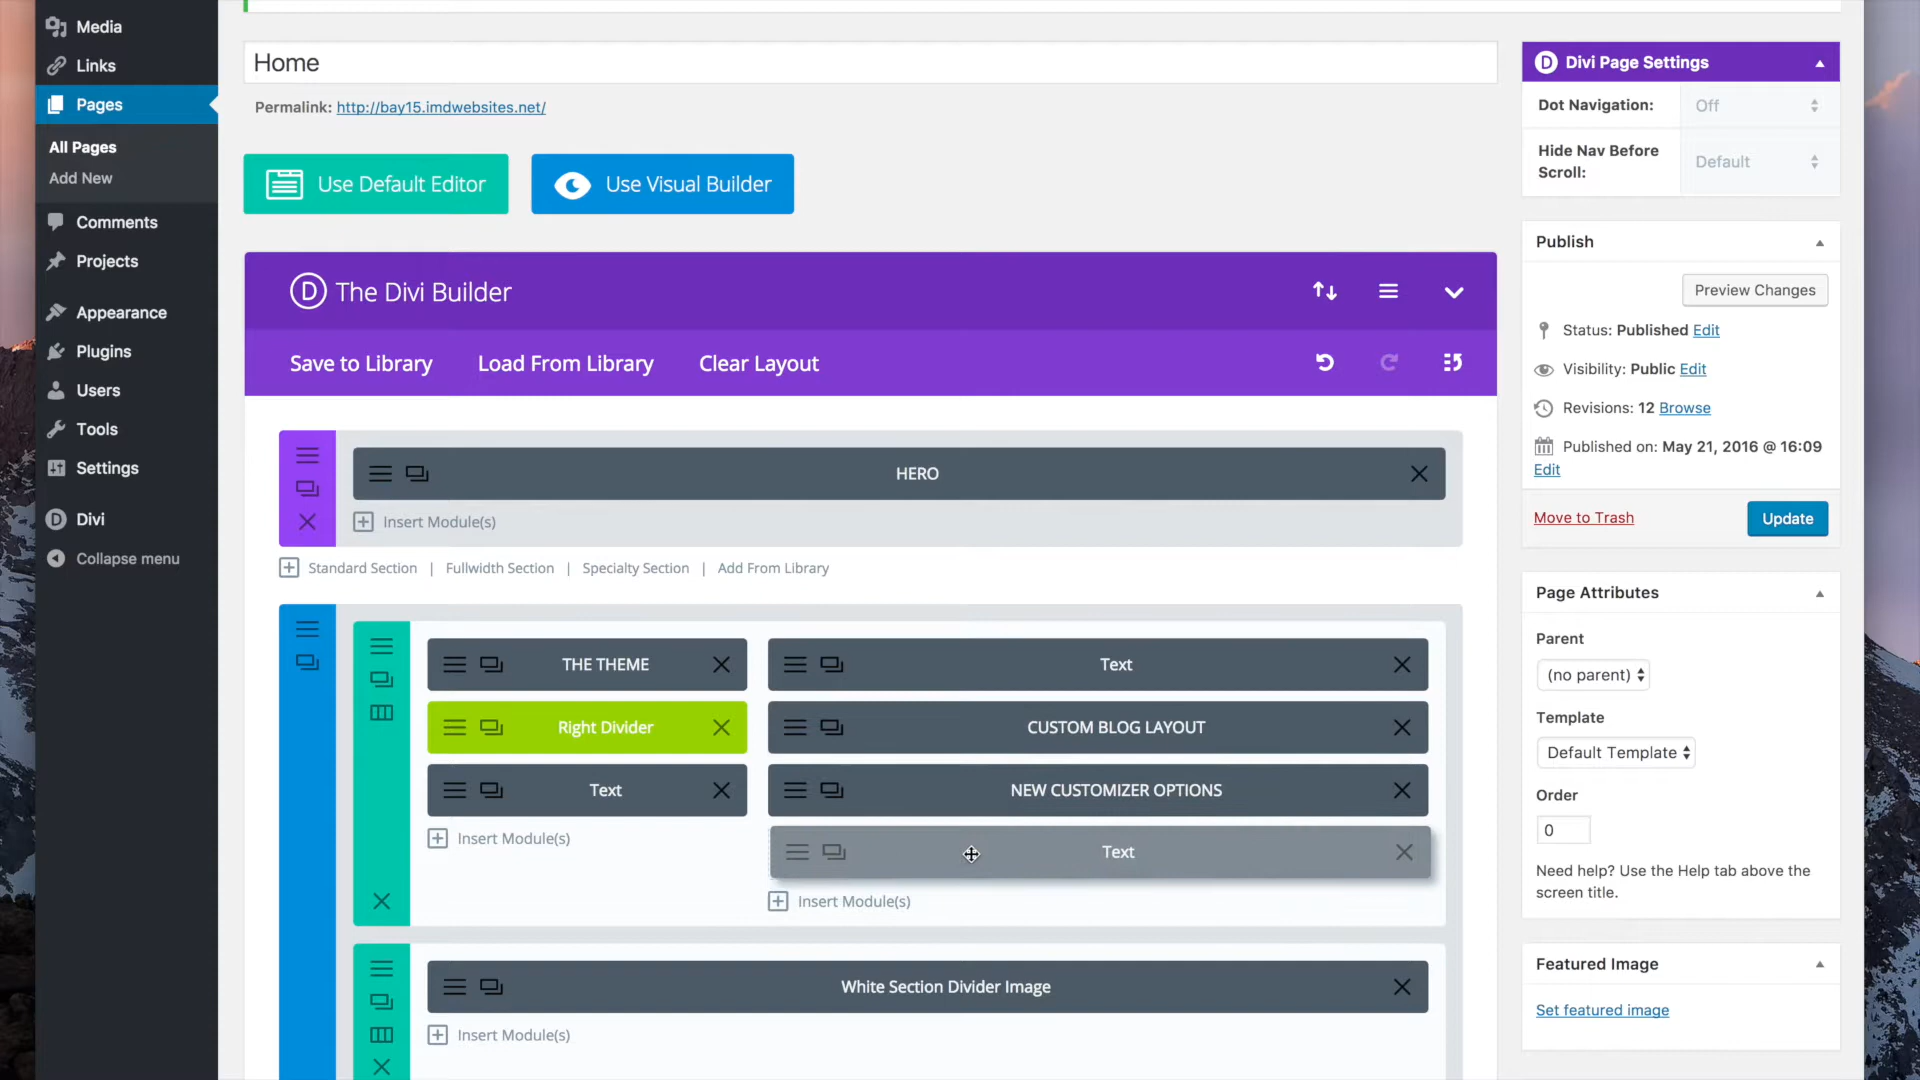 Media
Links
Pages
All Pages
Add New
Comments
Projects
Appearance
Plugins
Users
Tools
Settings
Divi
Collapse menu
Home
Permalink: http://bay15.imdwebsites.net/
Use Default Editor
Use Visual Builder
The Divi Builder
Save to Library
Load From Library
Clear Layout
HERO
Insert Module(s)
Standard Section | Fullwidth Section | Specialty Section | Add From Library
THE THEME
Text
Right Divider
CUSTOM BLOG LAYOUT
Text
NEW CUSTOMIZER OPTIONS
Insert Module(s)
Text
Insert Module(s)
White Section Divider Image
Insert Module(s)
Divi Page Settings
Dot Navigation: Off
Hide Nav Before
Scroll:
Default
Publish
Preview Changes
Status: Published Edit
Visibility: Public Edit
Revisions: 12 Browse
Published on: May 21, 2016 @ 16:09
Edit
Move to Trash
Update
Page Attributes
Parent
(no parent)
Template
Default Template
Order
0
Need help? Use the Help tab above the
screen title.
Featured Image
Set featured image